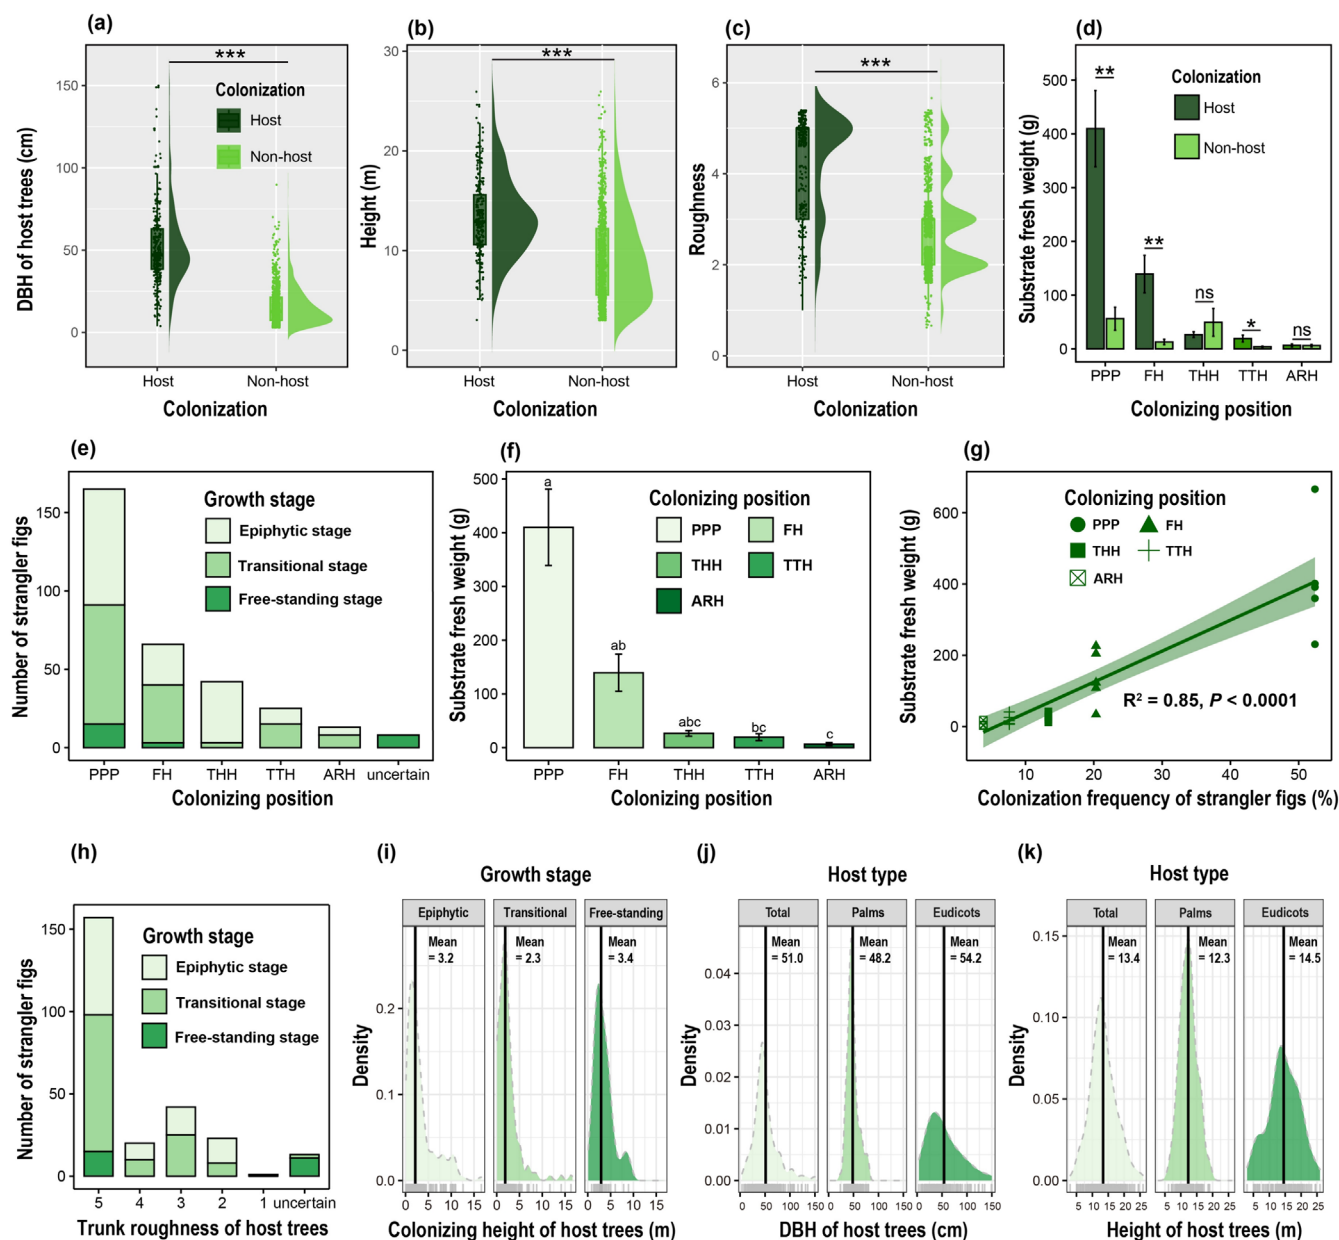 (a)
***
DBH of host trees (cm)
150
100
50
0
Colonization
Host
Non-host
Host
Non-host
Colonization
(b)
***
Height (m)
30
20
10
0
Host
Non-host
Colonization
(c)
***
Roughness
6
4
2
0
Host
Non-host
Colonization
(d)
Substrate fresh weight (g)
500
400
300
200
100
0
**
**
ns
*
ns
Colonization
Host
Non-host
PPP
FH
THH
TTH
ARH
Colonizing position
(e)
Number of strangler figs
150
100
50
0
Growth stage
Epiphytic stage
Transitional stage
Free-standing stage
PPP
FH
THH
TTH
ARH
uncertain
Colonizing position
(f)
Substrate fresh weight (g)
500
400
300
200
100
0
a
ab
abc
bc
c
Colonizing position
PPP
FH
THH
TTH
ARH
PPP
FH
THH
TTH
ARH
Colonizing position
(g)
Substrate fresh weight (g)
600
400
200
0
Colonizing position
PPP
FH
THH
TTH
ARH
R² = 0.85, P < 0.0001
10
20
30
40
50
Colonization frequency of strangler figs (%)
(h)
Number of strangler figs
150
100
50
0
Growth stage
Epiphytic stage
Transitional stage
Free-standing stage
5
4
3
2
1
uncertain
Trunk roughness of host trees
(i)
Growth stage
Epiphytic
Transitional
Free-standing
Mean
= 3.2
Mean
= 2.3
Mean
= 3.4
Density
0.2
0.1
0.0
0 5 10 15
0 5 10 15
0 5 10 15
Colonizing height of host trees (m)
(j)
Host type
Total
Palms
Eudicots
Mean
= 51.0
Mean
= 48.2
Mean
= 54.2
Density
0.04
0.03
0.02
0.01
0.00
0 50 100 150
0 50 100 150
0 50 100 150
DBH of host trees (cm)
(k)
Host type
Total
Palms
Eudicots
Mean
= 13.4
Mean
= 12.3
Mean
= 14.5
Density
0.15
0.10
0.05
0.00
5 10 15 20 25
5 10 15 20 25
5 10 15 20 25
Height of host trees (m)